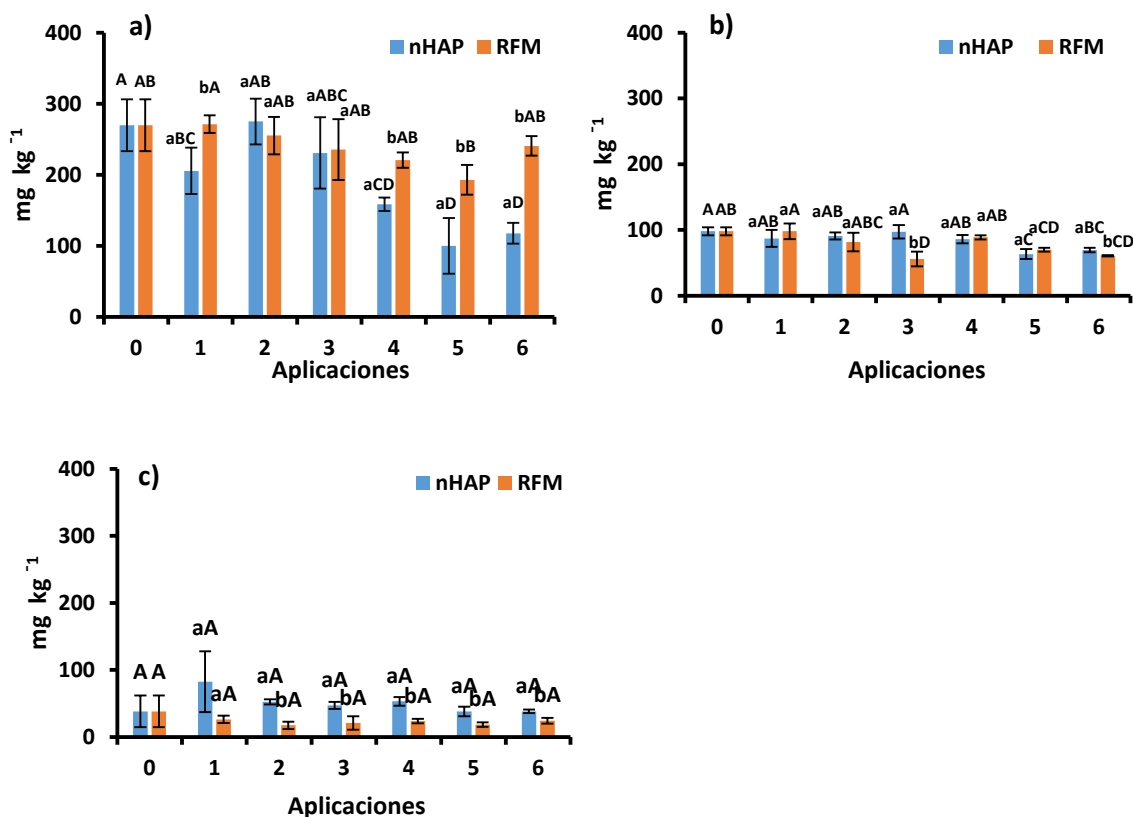 a)
nHAP RFM
mg kg⁻¹
400
300
200
100
0
A AB aBC bA aAB aAB aABC aAB aCD bAB aD bB aD bAB
0 1 2 3 4 5 6
Aplicaciones
b)
nHAP RFM
mg kg⁻¹
400
300
200
100
0
A AB aAB aA aAB aABC aA bD aAB aAB aC aCD aBC bCD
0 1 2 3 4 5 6
Aplicaciones
c)
nHAP RFM
mg kg⁻¹
400
300
200
100
0
A A aA aA aA bA aA bA aA bA aA bA aA bA
0 1 2 3 4 5 6
Aplicaciones